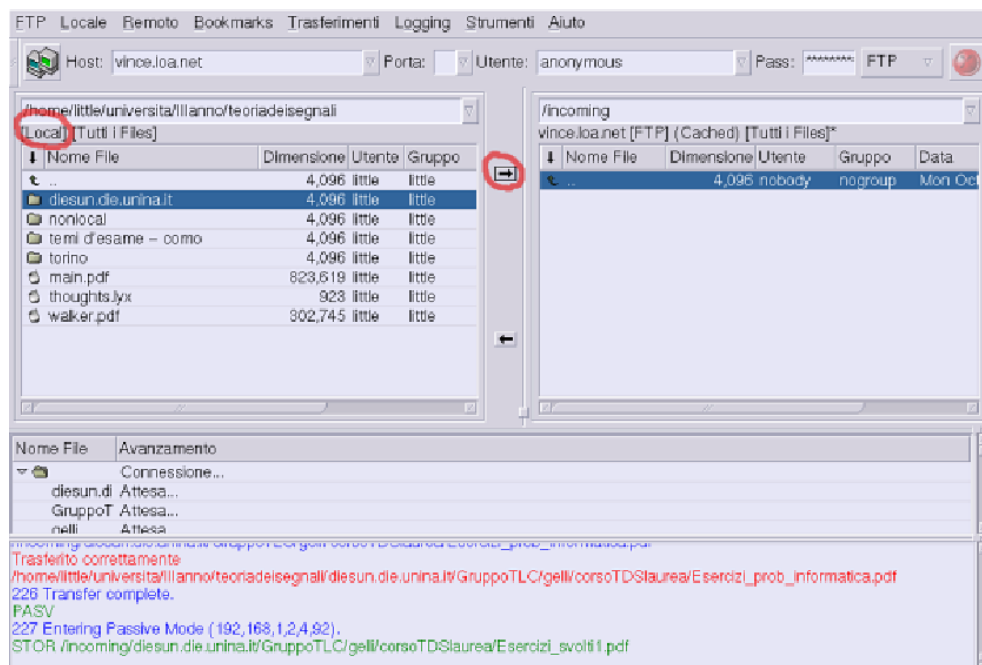 FTP Locale Remoto Bookmarks Trasferimenti Logging Strumenti Aiuto
Host: vince.loa.net Porta: Utente: anonymous Pass: ******** FTP
/home/little/universita/IIIanno/teoriadeisegnali
[Local] [Tutti i Files]
Nome File Dimensione Utente Gruppo
.. 4,096 little little
diesun.die.unina.it 4,096 little little
nonlocal 4,096 little little
temi d'esame – como 4,096 little little
torino 4,096 little little
main.pdf 823,619 little little
thoughts.lyx 923 little little
walker.pdf 302,745 little little
/incoming
vince.loa.net [FTP] (Cached) [Tutti i Files]*
Nome File Dimensione Utente Gruppo Data
.. 4,096 nobody nogroup Mon Oct
Nome File Avanzamento
Connessione...
diesun.di Attesa...
GruppoT Attesa...
gelli Attesa
Trasferito correttamente
/home/little/universita/IIIanno/teoriadeisegnali/diesun.die.unina.it/GruppoTLC/gelli/corsoTDSlaurea/Esercizi_prob_informatica.pdf
226 Transfer complete.
PASV
227 Entering Passive Mode (192,168,1,2,4,92).
STOR /incoming/diesun.die.unina.it/GruppoTLC/gelli/corsoTDSlaurea/Esercizi_svolti1.pdf